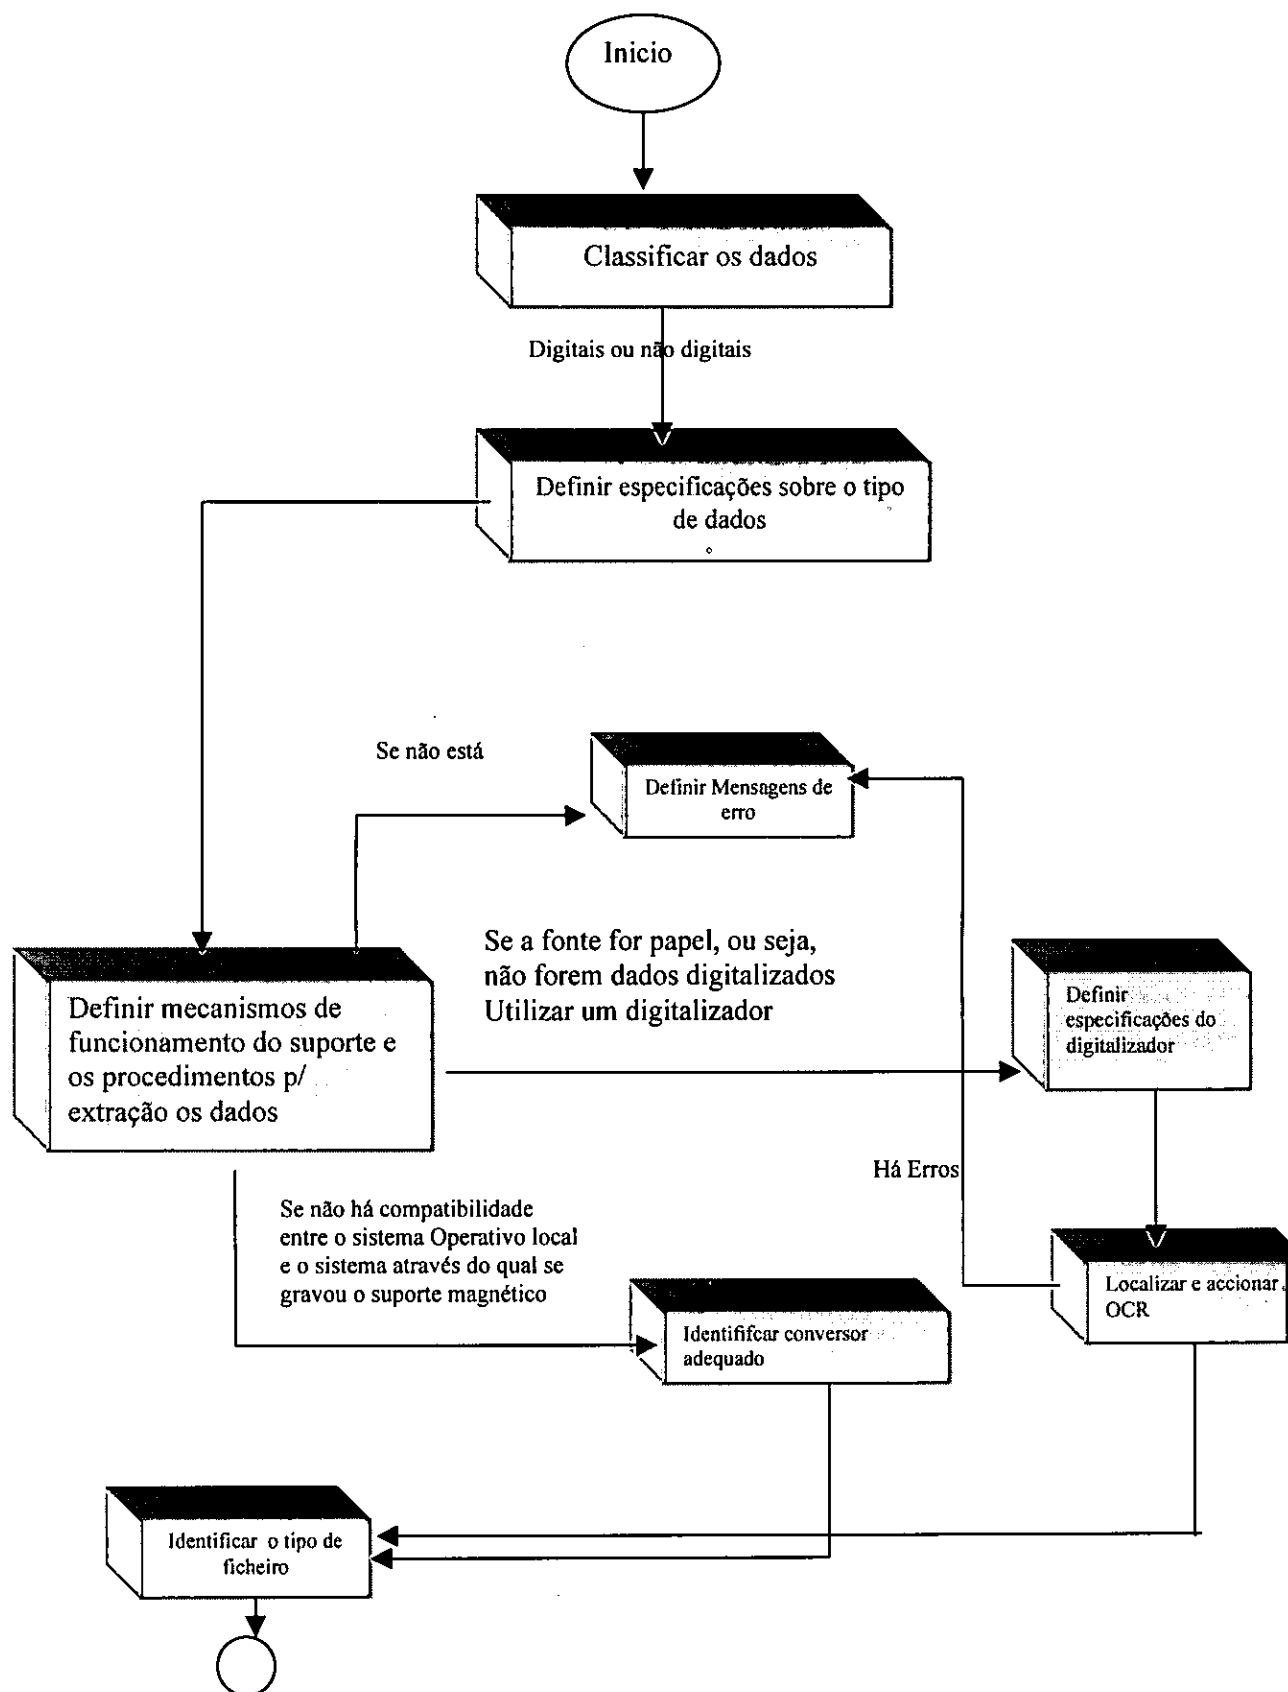 Inicio
Classificar os dados
Digitais ou não digitais
Definir especificações sobre o tipo
de dados
Se não está
Definir Mensagens de
erro
Se a fonte for papel, ou seja,
não forem dados digitalizados
Utilizar um digitalizador
Definir
especificações do
digitalizador
Definir mecanismos de
funcionamento do suporte e
os procedimentos p/
extração os dados
Há Erros
Se não há compatibilidade
entre o sistema Operativo local
e o sistema através do qual se
gravou o suporte magnético
Localizar e accionar
OCR
Identififcar conversor
adequado
Identificar o tipo de
ficheiro